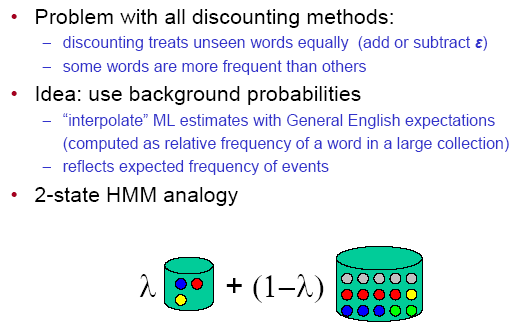 • Problem with all discounting methods:
– discounting treats unseen words equally (add or subtract ε)
– some words are more frequent than others
• Idea: use background probabilities
– “interpolate” ML estimates with General English expectations
(computed as relative frequency of a word in a large collection)
– reflects expected frequency of events
• 2-state HMM analogy
λ + (1–λ)